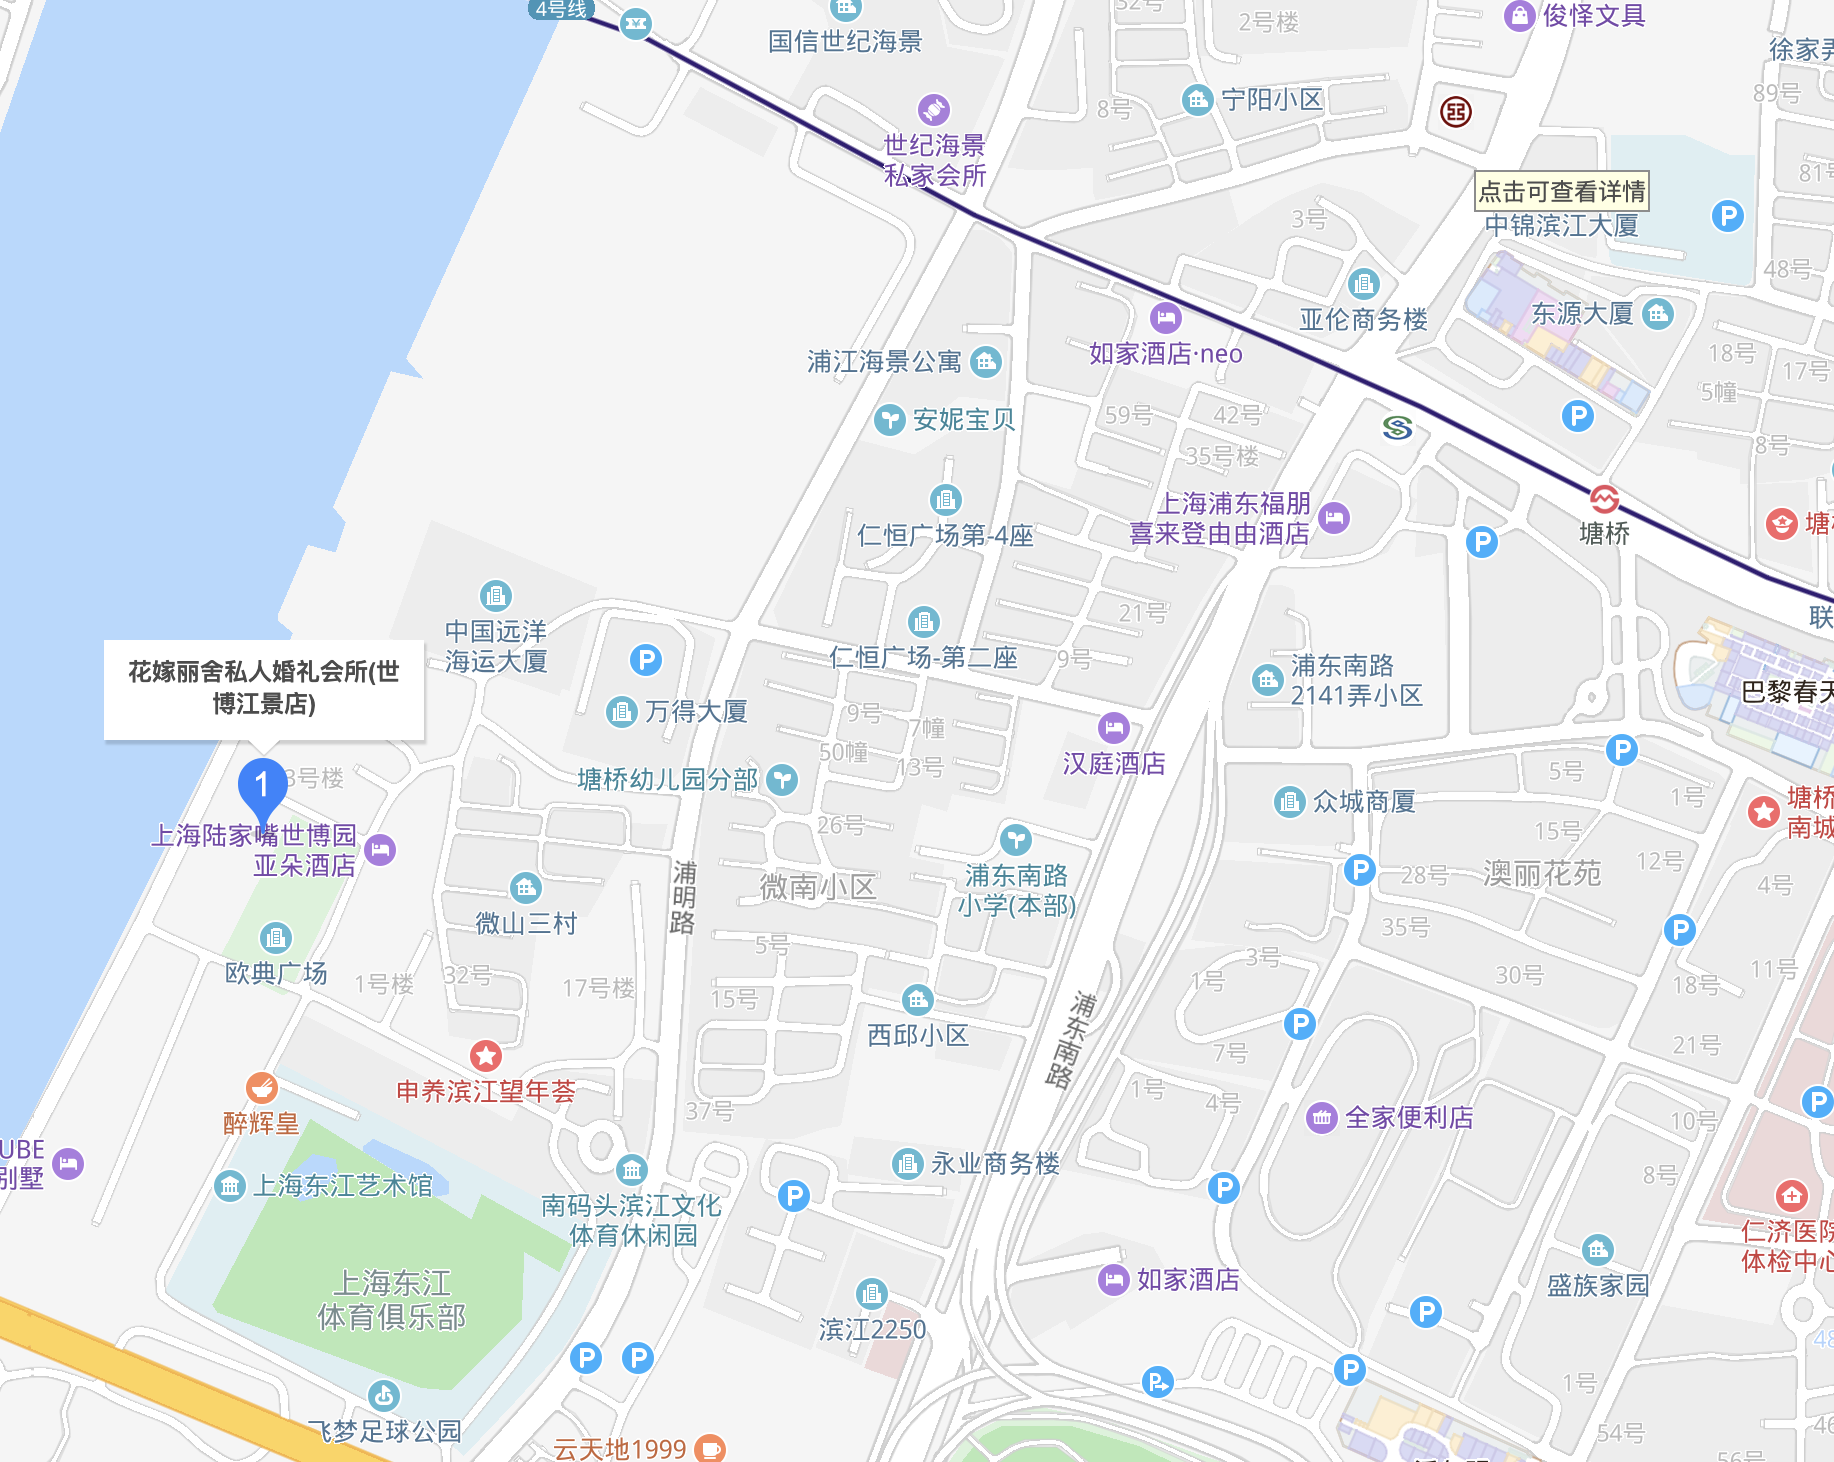 4号线
国信世纪海景
2号楼
俊怿文具
89号
世纪海景
私家会所
8号
宁阳小区
点击可查看详情
中锦滨江大厦
3号
48号
亚伦商务楼
东源大厦
如家酒店·neo
浦江海景公寓
18号
17号
5幢
安妮宝贝
59号
42号
35号楼
8号
仁恒广场第-4座
上海浦东福朋
喜来登由由酒店
塘桥
中国远洋
海运大厦
21号
仁恒广场-第二座
9号
浦东南路
2141弄小区
花嫁丽舍私人婚礼会所(世
博江景店)
1
万得大厦
9号
7幢
50幢
13号
汉庭酒店
塘桥幼儿园分部
5号
1号
众城商厦
15号
塘桥
南城
26号
上海陆家嘴世博园
亚朵酒店
微南小区
浦东南路
小学(本部)
28号
澳丽花苑
12号
4号
浦明路
微山三村
35号
欧典广场
1号楼
32号
17号楼
5号
15号
3号
1号
30号
18号
11号
西邱小区
浦东南路
7号
21号
申养滨江望年荟
37号
1号
4号
全家便利店
10号
醉辉皇
UBE
别墅
上海东江艺术馆
永业商务楼
8号
南码头滨江文化
体育休闲园
仁济医院
体检中心
上海东江
体育俱乐部
如家酒店
盛族家园
滨江2250
1号
飞梦足球公园
云天地1999
54号